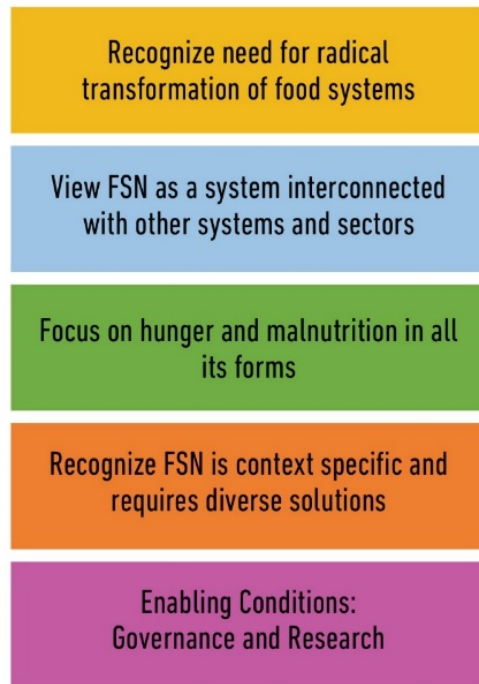 Recognize need for radical
transformation of food systems
View FSN as a system interconnected
with other systems and sectors
Focus on hunger and malnutrition in all
its forms
Recognize FSN is context specific and
requires diverse solutions
Enabling Conditions:
Governance and Research